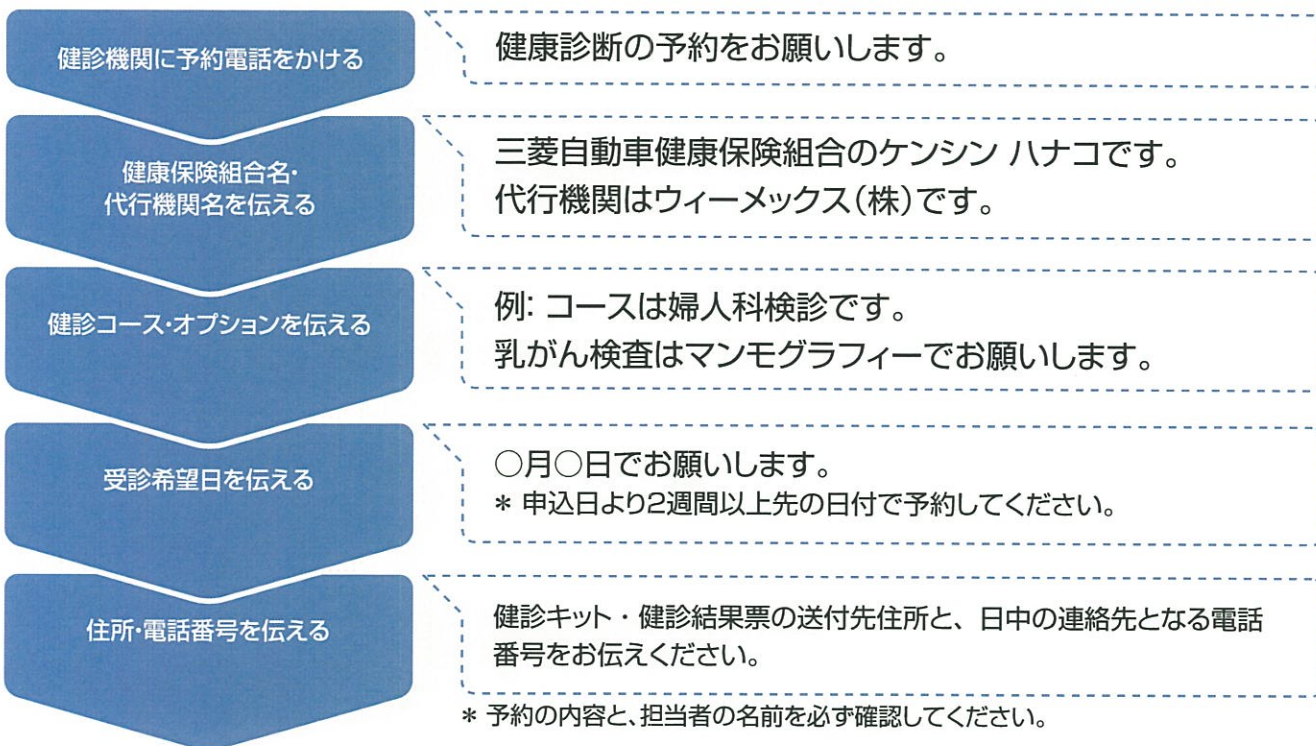 健診機関に予約電話をかける
健康診断の予約をお願いします。
健康保険組合名・
代行機関名を伝える
三菱自動車健康保険組合のケンシン ハナコです。
代行機関はウィーメックス(株)です。
健診コース・オプションを伝える
例: コースは婦人科検診です。
乳がん検査はマンモグラフィーでお願いします。
受診希望日を伝える
○月○日でお願いします。
＊ 申込日より2週間以上先の日付で予約してください。
住所・電話番号を伝える
健診キット・健診結果票の送付先住所と、日中の連絡先となる電話
番号をお伝えください。
＊ 予約の内容と、担当者の名前を必ず確認してください。